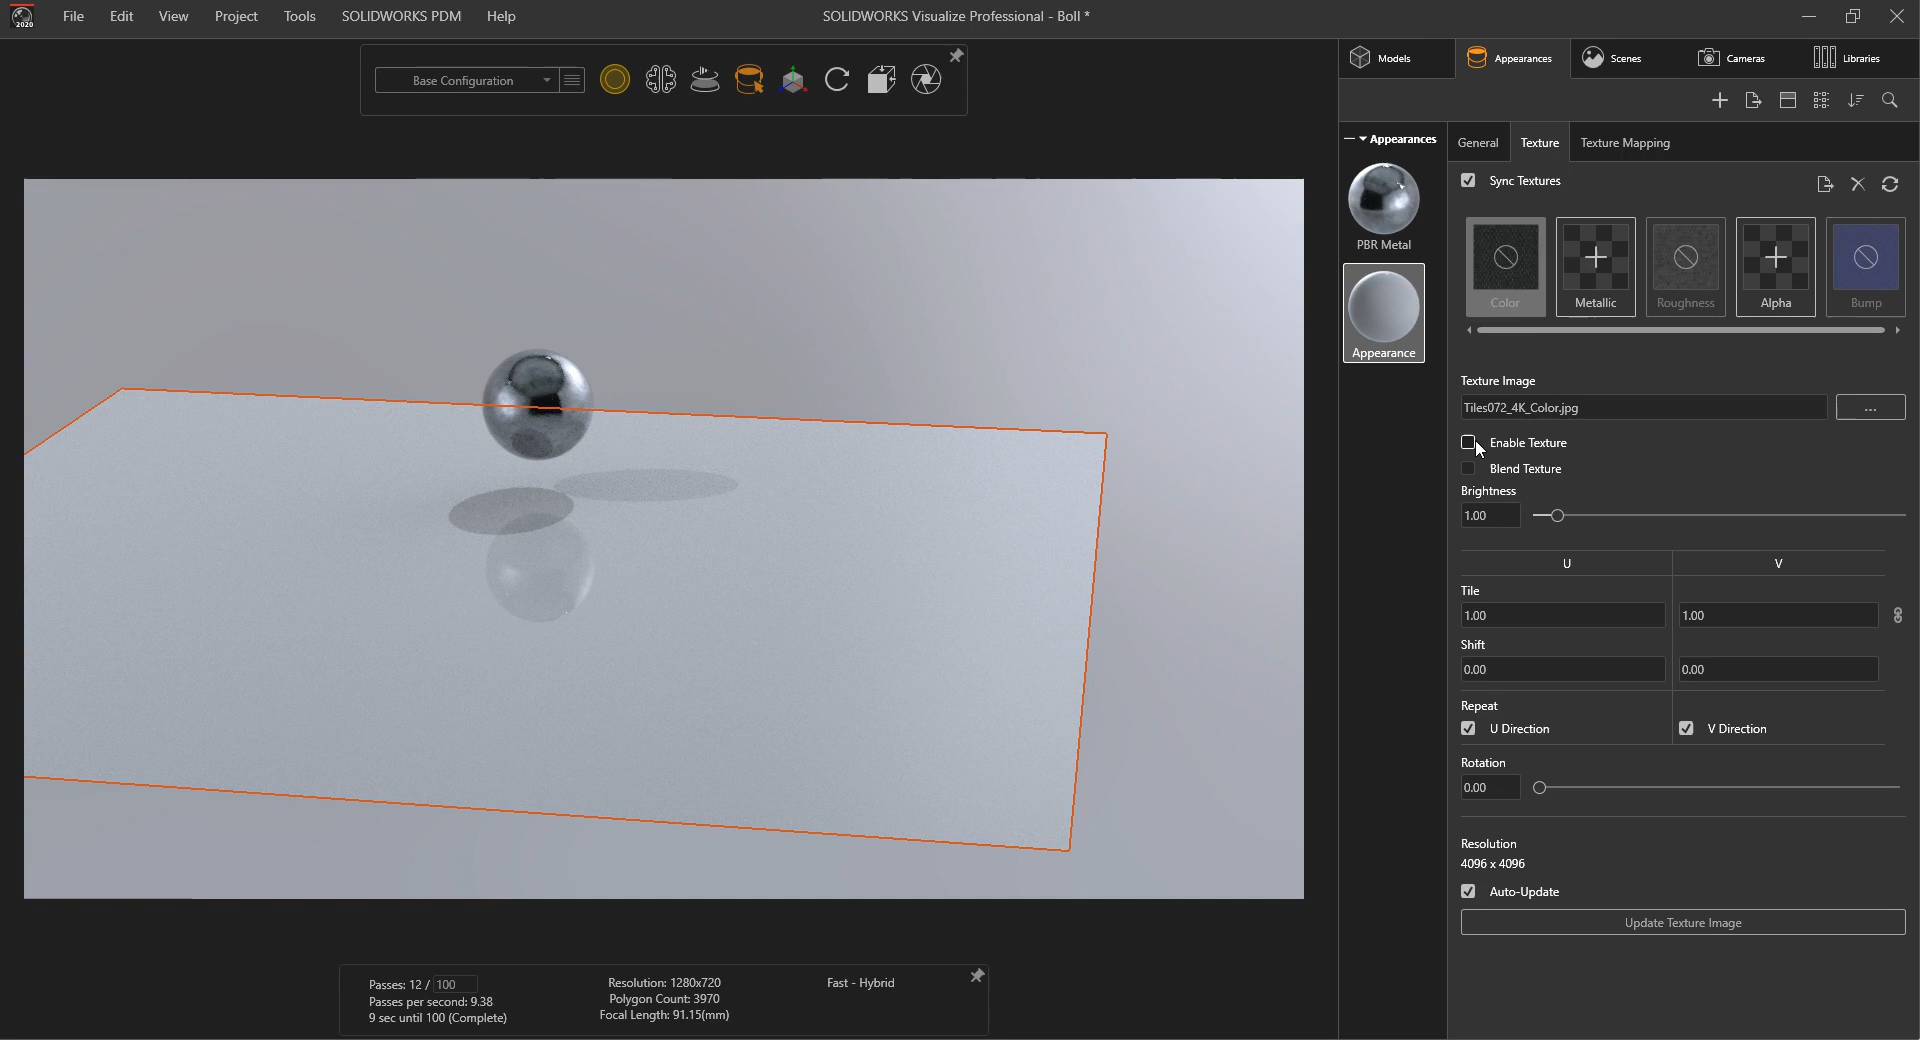 2020
File Edit View Project Tools SOLIDWORKS PDM Help
SOLIDWORKS Visualize Professional - Boll *
Base Configuration
Models
Appearances
Scenes
Cameras
Libraries
Appearances
PBR Metal
Appearance
General Texture Texture Mapping
Sync Textures
Color Metallic Roughness Alpha Bump
Texture Image
Tiles072_4K_Color.jpg
...
Enable Texture
Blend Texture
Brightness
1.00
U V
Tile
1.00 1.00
Shift
0.00 0.00
Repeat
U Direction V Direction
Rotation
0.00
Resolution
4096 x 4096
Auto-Update
Update Texture Image
Passes: 12 / 100
Passes per second: 9.38
9 sec until 100 (Complete)
Resolution: 1280x720
Polygon Count: 3970
Focal Length: 91.15(mm)
Fast - Hybrid